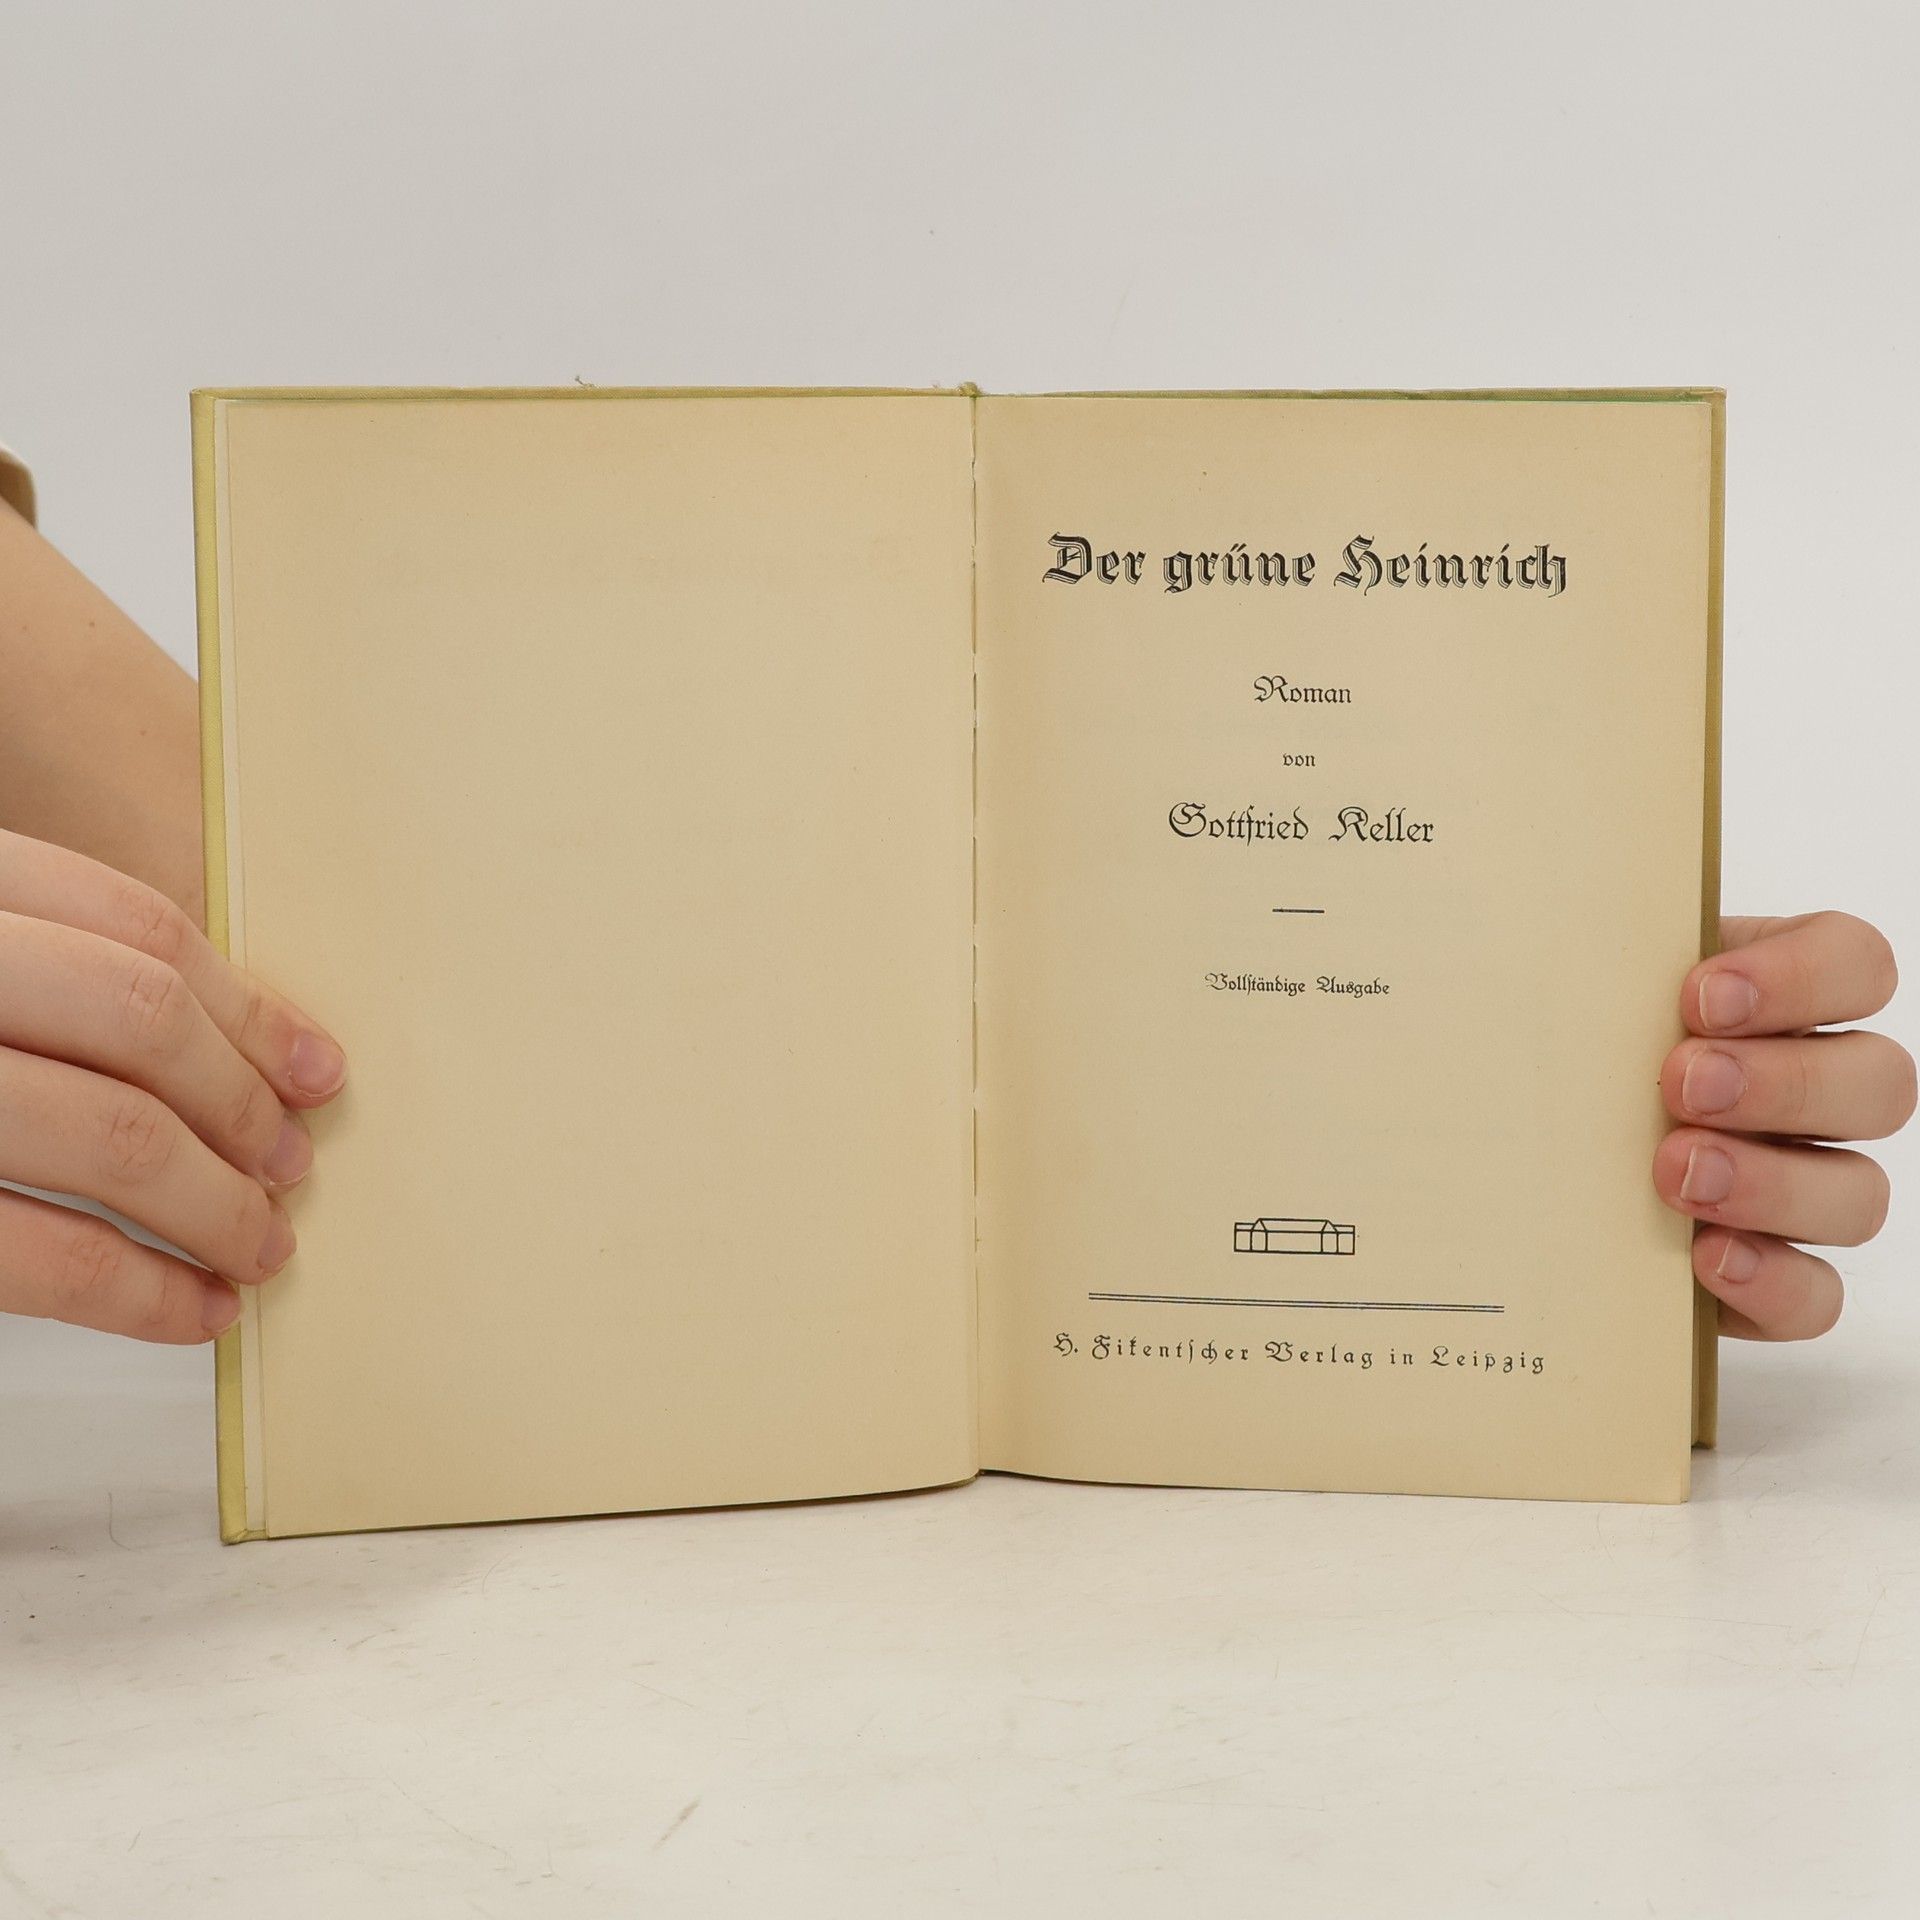 Der grüne Heinrich
Roman
von
Gottfried Keller
Vollſtändige Ausgabe
H. Fikentſcher Verlag in Leipzig